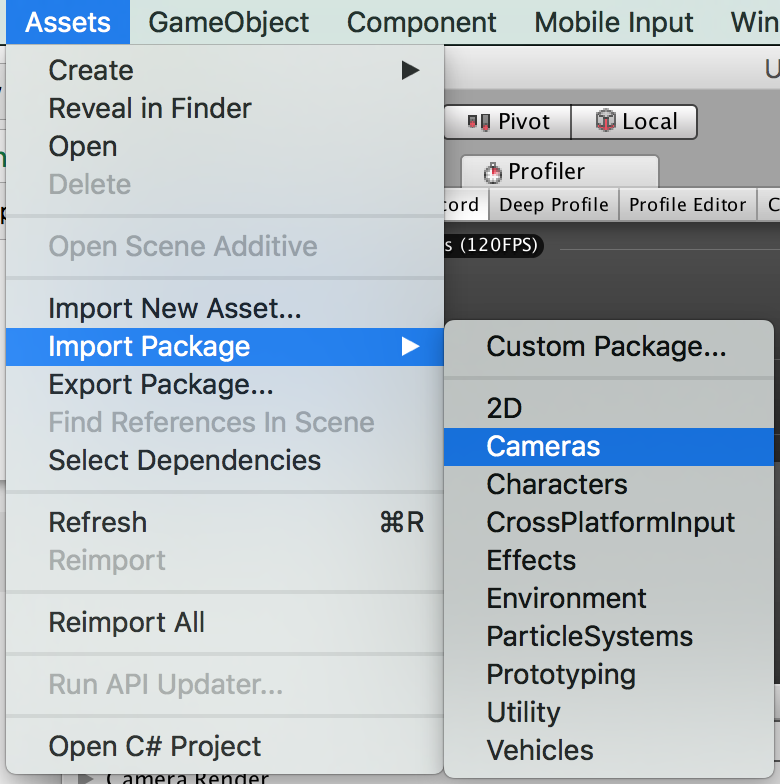 Assets GameObject Component Mobile Input Win
Create
Reveal in Finder
Open
Delete
Open Scene Additive
Import New Asset...
Import Package
Export Package...
Find References In Scene
Select Dependencies
Refresh ⌘R
Reimport
Reimport All
Run API Updater...
Open C# Project
U
Pivot Local
Profiler
cord Deep Profile Profile Editor C
s (120FPS)
Custom Package...
2D
Cameras
Characters
CrossPlatformInput
Effects
Environment
ParticleSystems
Prototyping
Utility
Vehicles
Camera Render